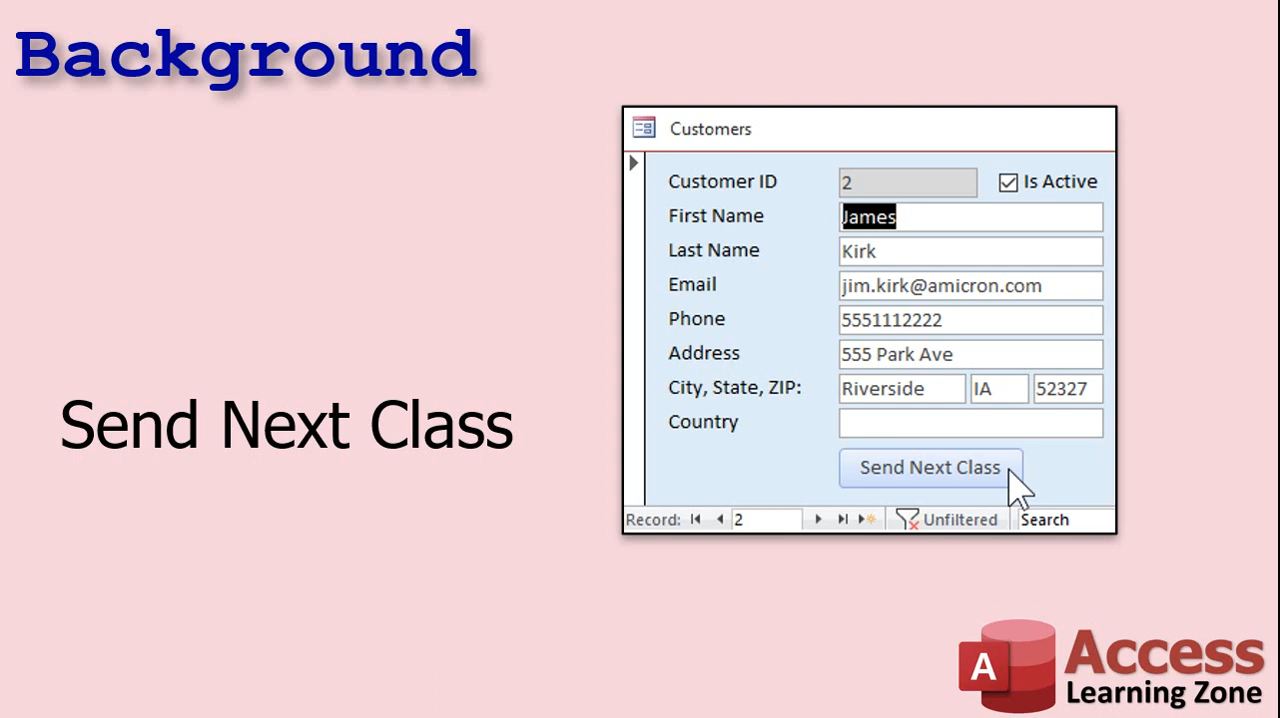 Background
Customers
Customer ID 2 Is Active
First Name James
Last Name Kirk
Email jim.kirk@amicron.com
Phone 5551112222
Address 555 Park Ave
City, State, ZIP: Riverside IA 52327
Country
Send Next Class
Send Next Class
Record: 2 Unfiltered Search
A Access
Learning Zone